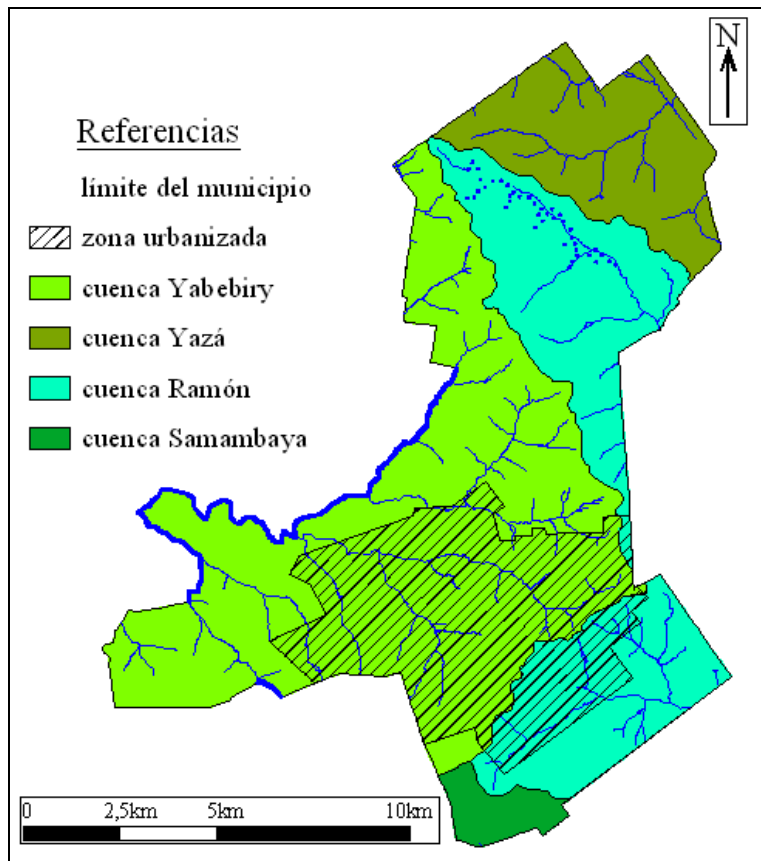 N
Referencias
límite del municipio
zona urbanizada
cuenca Yabebiry
cuenca Yazá
cuenca Ramón
cuenca Samambaya
0 2,5km 5km 10km